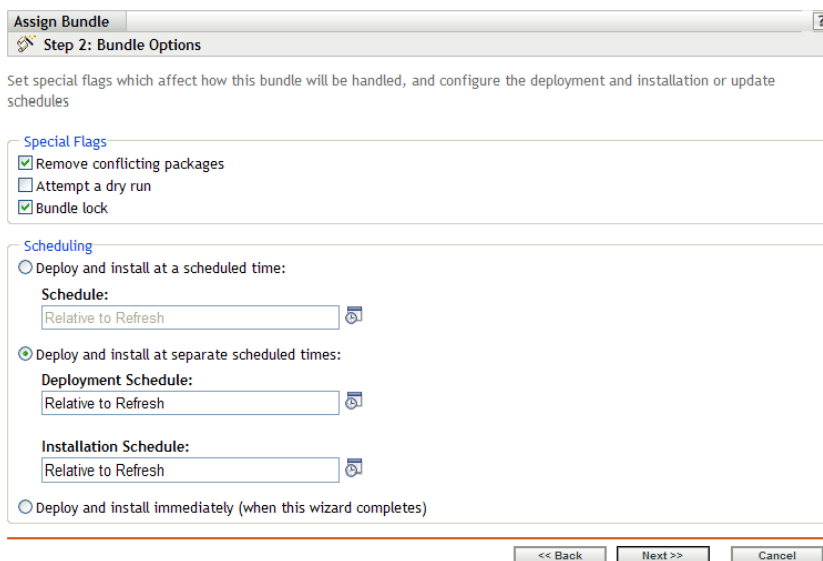 Assign Bundle
Step 2: Bundle Options
Set special flags which affect how this bundle will be handled, and configure the deployment and installation or update
schedules
Special Flags
Remove conflicting packages
Attempt a dry run
Bundle lock
Scheduling
Deploy and install at a scheduled time:
Schedule:
Relative to Refresh
Deploy and install at separate scheduled times:
Deployment Schedule:
Relative to Refresh
Installation Schedule:
Relative to Refresh
Deploy and install immediately (when this wizard completes)
<< Back Next >> Cancel